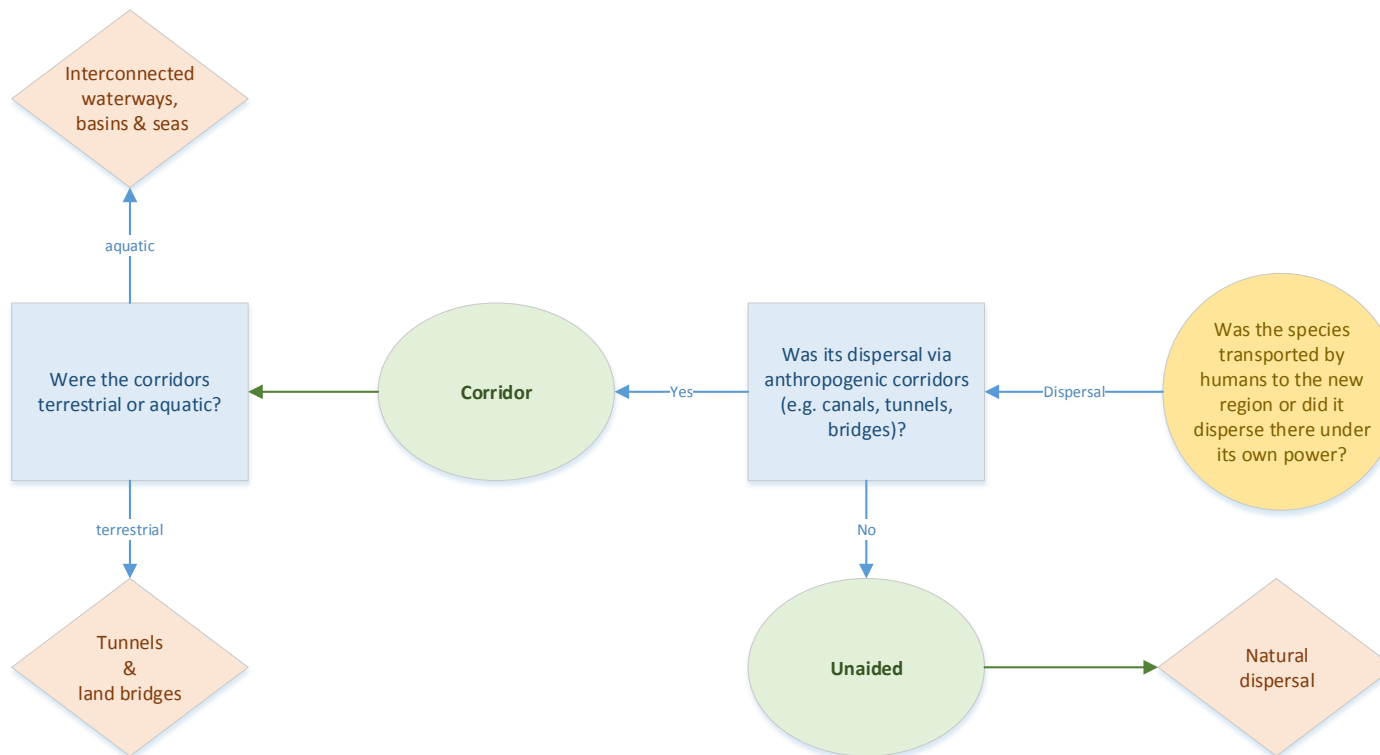 Interconnected
waterways,
basins & seas
aquatic
Were the corridors
terrestrial or aquatic?
terrestrial
Tunnels
&
land bridges
Corridor
Yes
Was its dispersal via
anthropogenic corridors
(e.g. canals, tunnels,
bridges)?
Dispersal
Was the species
transported by
humans to the new
region or did it
disperse there under
its own power?
No
Unaided
Natural
dispersal